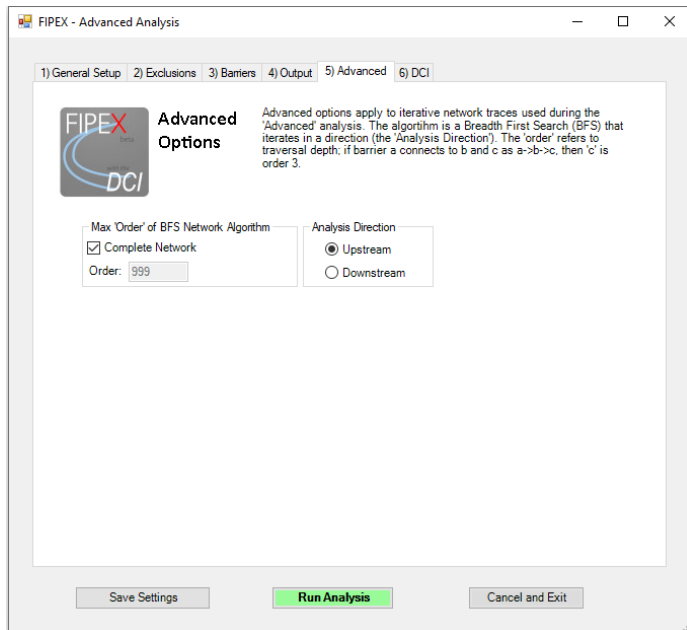 FIPEX - Advanced Analysis
1) General Setup 2) Exclusions 3) Barriers 4) Output 5) Advanced 6) DCI
FIPEX
beta
DCI
Advanced
Options
Advanced options apply to iterative network traces used during the
'Advanced' analysis. The algortihm is a Breadth First Search (BFS) that
iterates in a direction (the 'Analysis Direction'). The 'order' refers to
traversal depth; if barrier a connects to b and c as a->b->c, then 'c' is
order 3.
Max 'Order' of BFS Network Algorithm
Complete Network
Order: 999
Analysis Direction
Upstream
Downstream
Save Settings Run Analysis Cancel and Exit